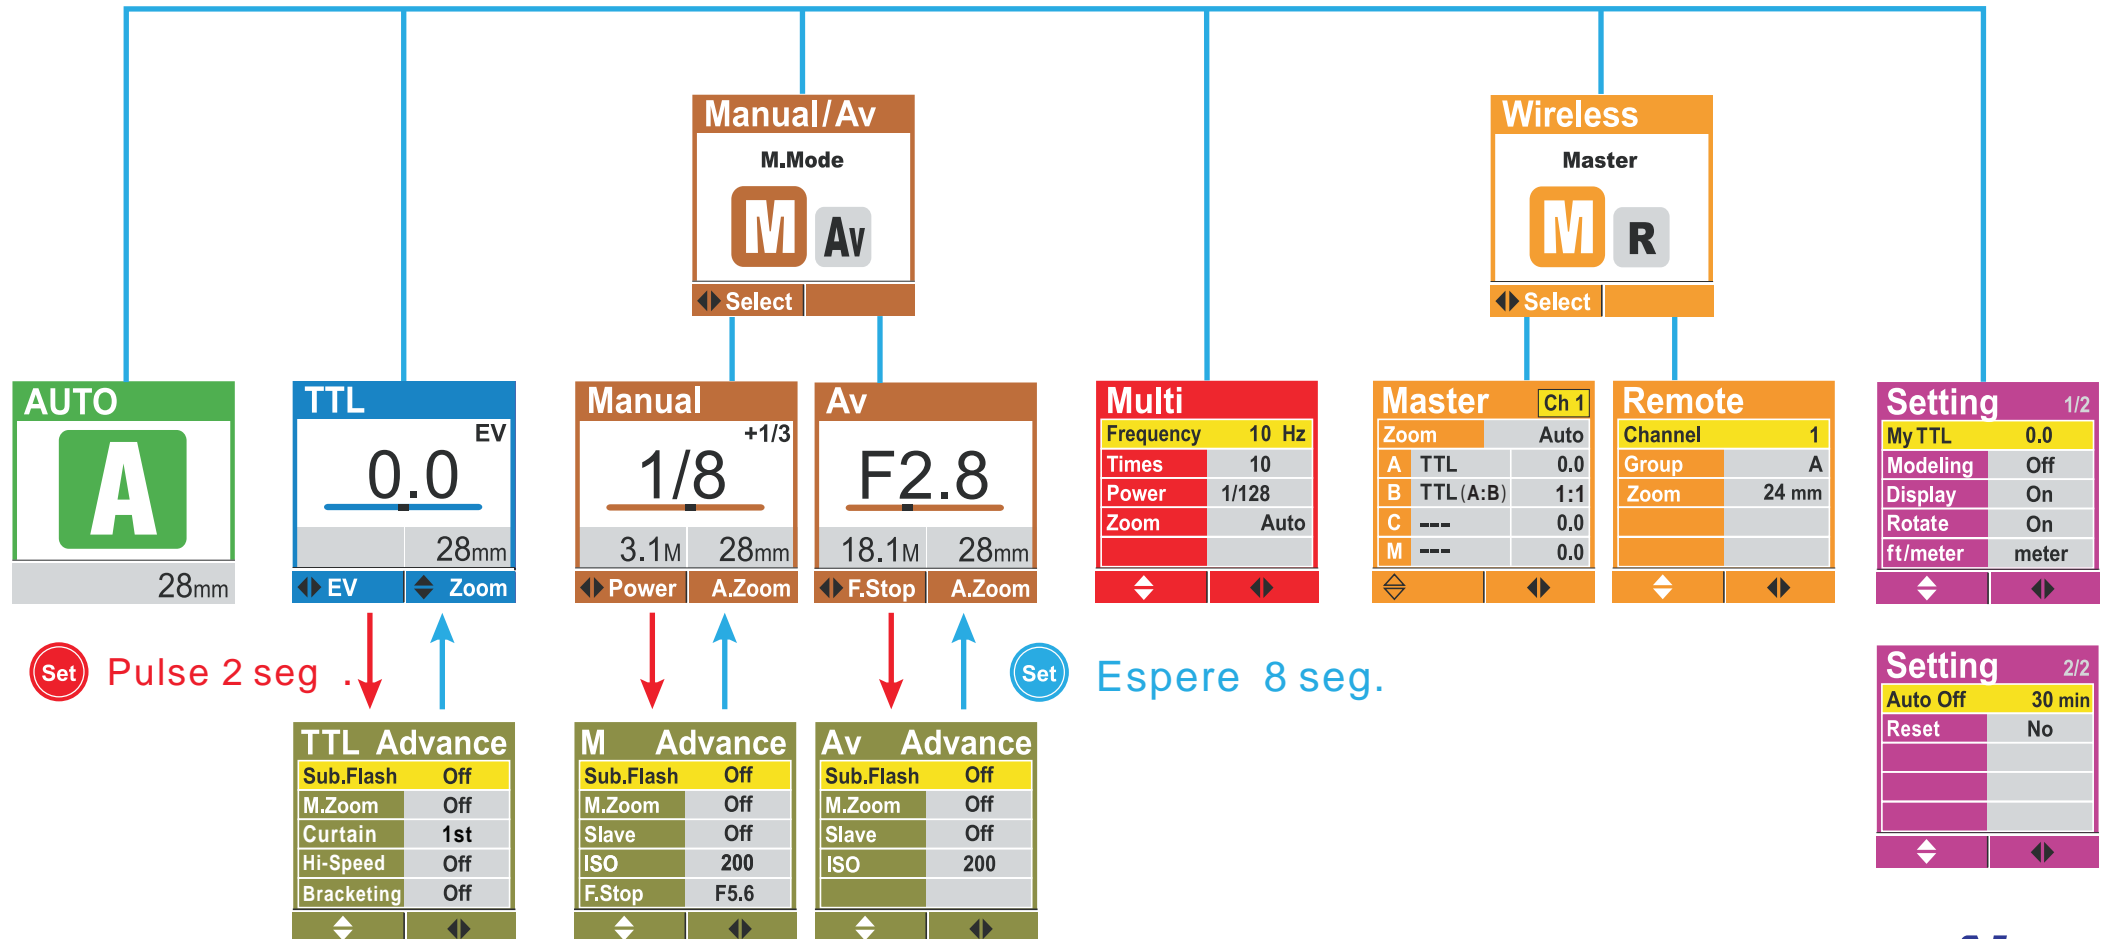 Manual/Av
M.Mode
M Av
Select
Wireless
Master
M R
Select
AUTO
A
28mm
TTL
EV
0.0
28mm
EV Zoom
Manual
+1/3
1/8
3.1M 28mm
Power A.Zoom
Av
F2.8
18.1M 28mm
F.Stop A.Zoom
Multi
Frequency 10 Hz
Times 10
Power 1/128
Zoom Auto
Master Ch 1
Zoom Auto
A TTL 0.0
B TTL(A:B) 1:1
C --- 0.0
M --- 0.0
Remote
Channel 1
Group A
Zoom 24 mm
Setting 1/2
My TTL 0.0
Modeling Off
Display On
Rotate On
ft/meter meter
Set Pulse 2 seg .
Set Espere 8 seg.
Setting 2/2
Auto Off 30 min
Reset No
TTL Advance
Sub.Flash Off
M.Zoom Off
Curtain 1st
Hi-Speed Off
Bracketing Off
M Advance
Sub.Flash Off
M.Zoom Off
Slave Off
ISO 200
F.Stop F5.6
Av Advance
Sub.Flash Off
M.Zoom Off
Slave Off
ISO 200